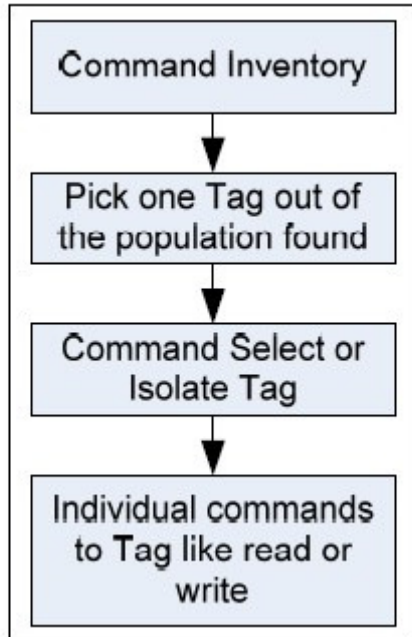 Command Inventory
Pick one Tag out of
the population found
Command Select or
Isolate Tag
Individual commands
to Tag like read or
write